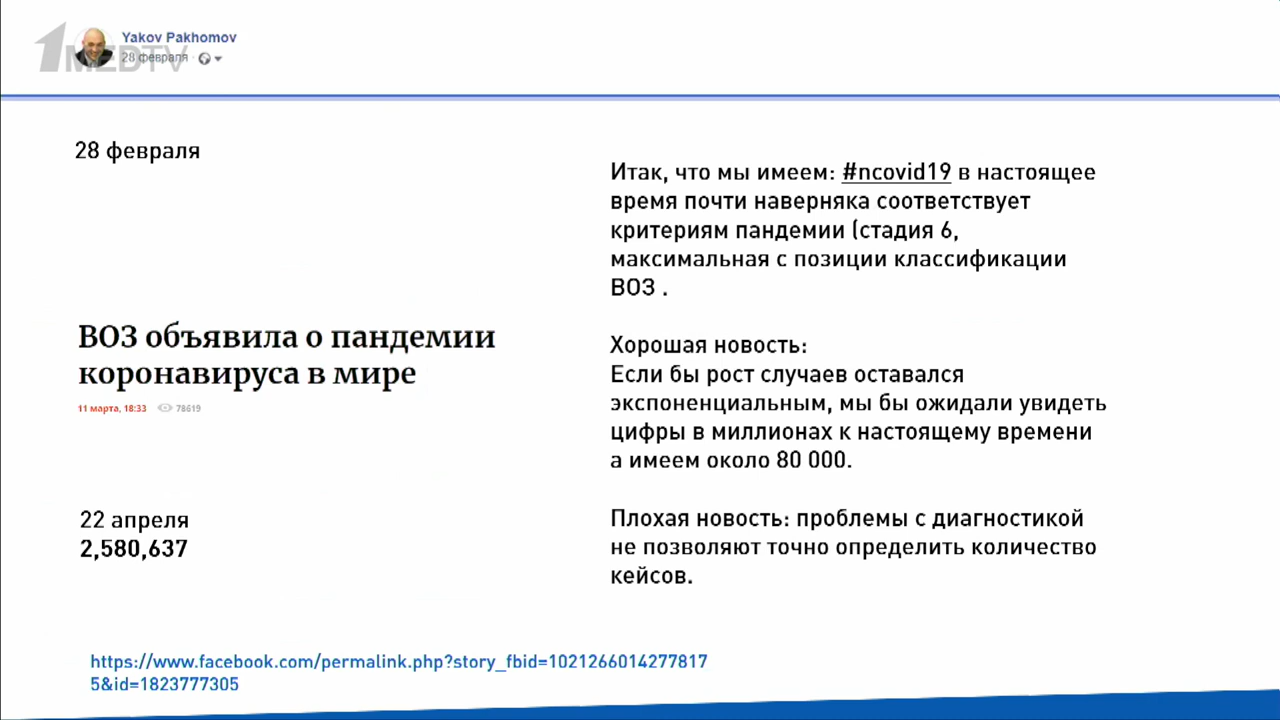 1MEDTV
Yakov Pakhomov
28 февраля
28 февраля
Итак, что мы имеем: #ncovid19 в настоящее
время почти наверняка соответствует
критериям пандемии (стадия 6,
максимальная с позиции классификации
ВОЗ .
ВОЗ объявила о пандемии
коронавируса в мире
11 марта, 18:33 78619
Хорошая новость:
Если бы рост случаев оставался
экспоненциальным, мы бы ожидали увидеть
цифры в миллионах к настоящему времени
а имеем около 80 000.
22 апреля
2,580,637
Плохая новость: проблемы с диагностикой
не позволяют точно определить количество
кейсов.
https://www.facebook.com/permalink.php?story_fbid=1021266014277817
5&id=1823777305